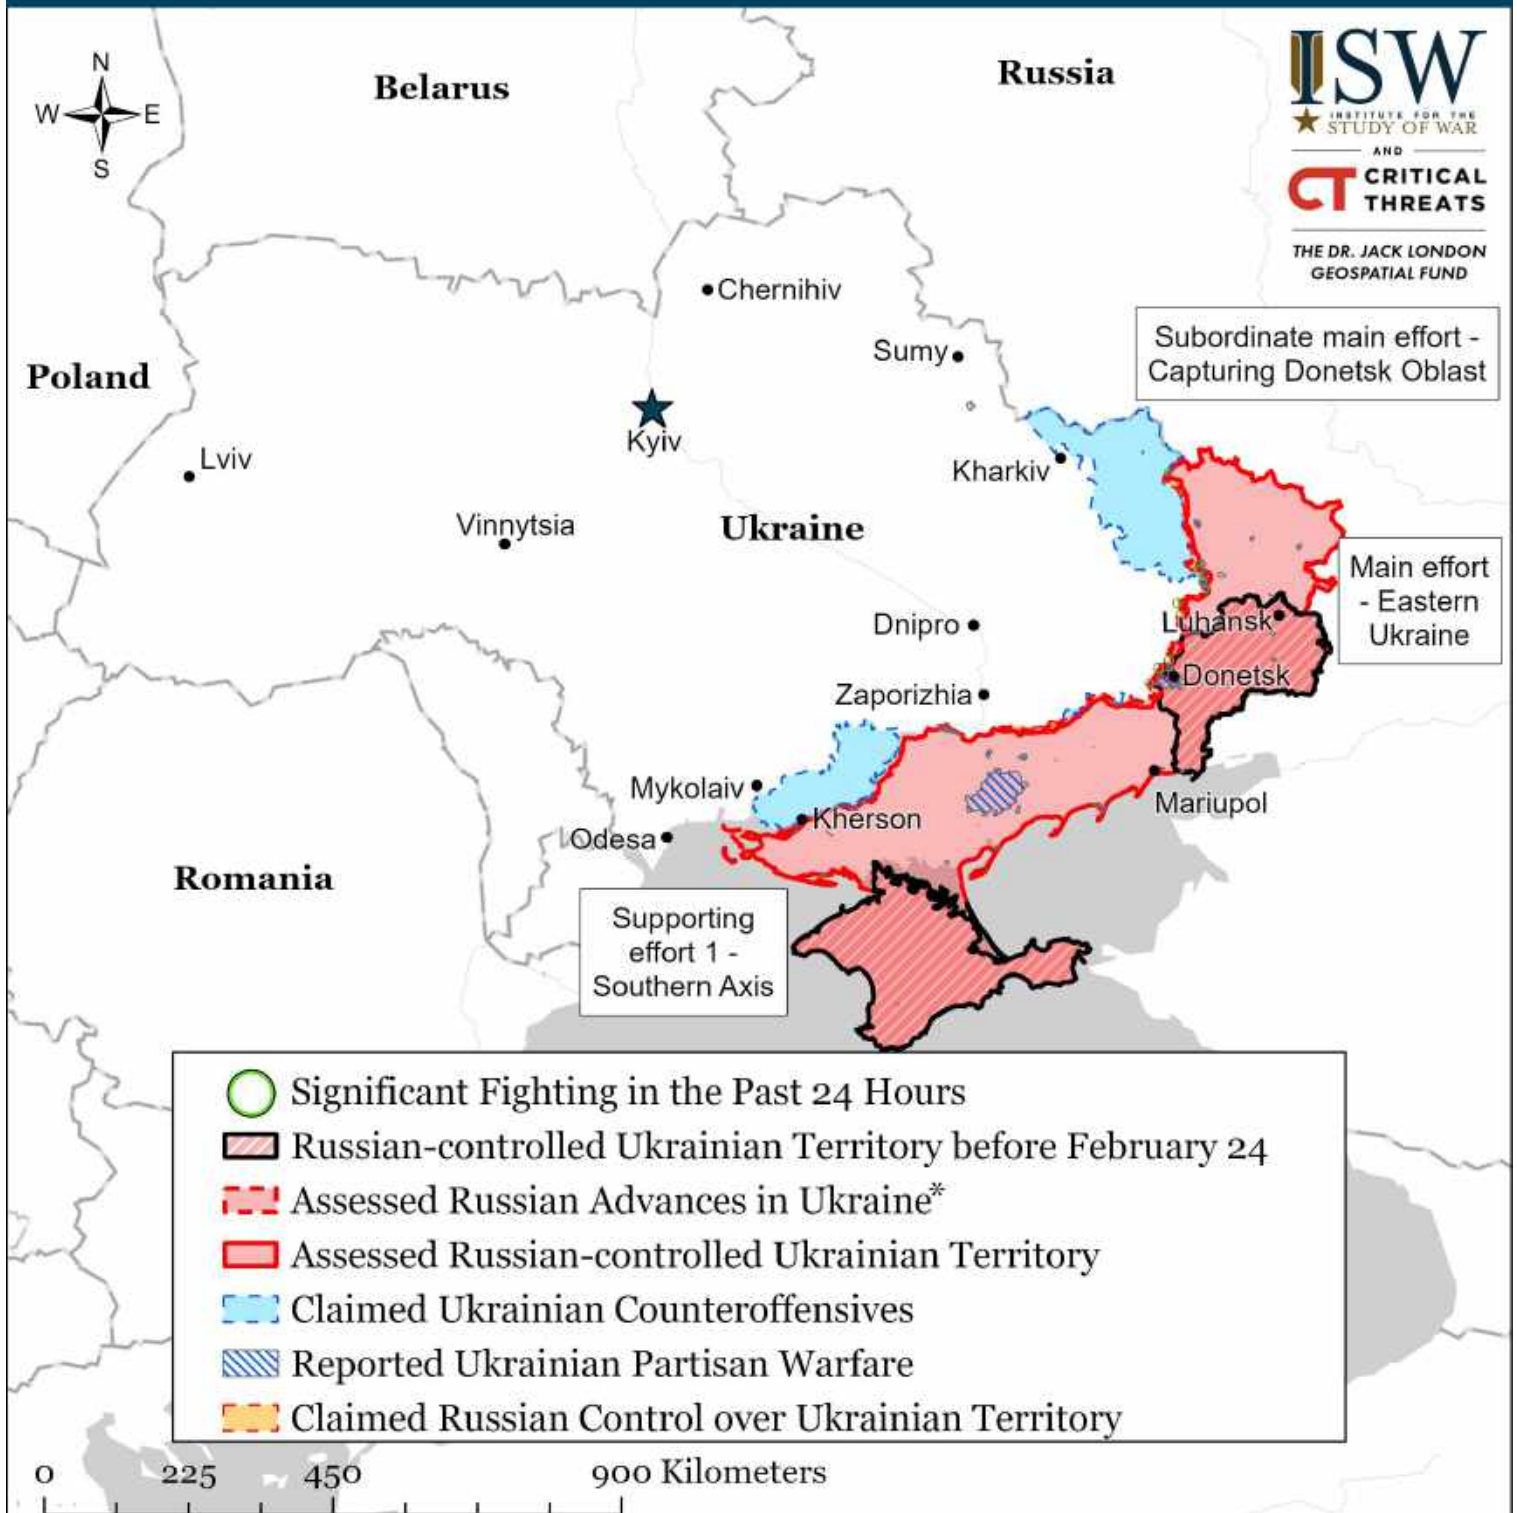 N
W
E
S
Belarus
Russia
ISW
INSTITUTE FOR THE
STUDY OF WAR
AND
CT CRITICAL
THREATS
THE DR. JACK LONDON
GEOSPATIAL FUND
Chernihiv
Subordinate main effort -
Capturing Donetsk Oblast
Sumy
Poland
Kyiv
Lviv
Kharkiv
Vinnytsia
Ukraine
Main effort
- Eastern
Ukraine
Dnipro
Luhansk
Donetsk
Zaporizhia
Mykolaiv
Mariupol
Kherson
Odesa
Romania
Supporting
effort 1 -
Southern Axis
Significant Fighting in the Past 24 Hours
Russian-controlled Ukrainian Territory before February 24
Assessed Russian Advances in Ukraine*
Assessed Russian-controlled Ukrainian Territory
Claimed Ukrainian Counteroffensives
Reported Ukrainian Partisan Warfare
Claimed Russian Control over Ukrainian Territory
0 225 450 900 Kilometers